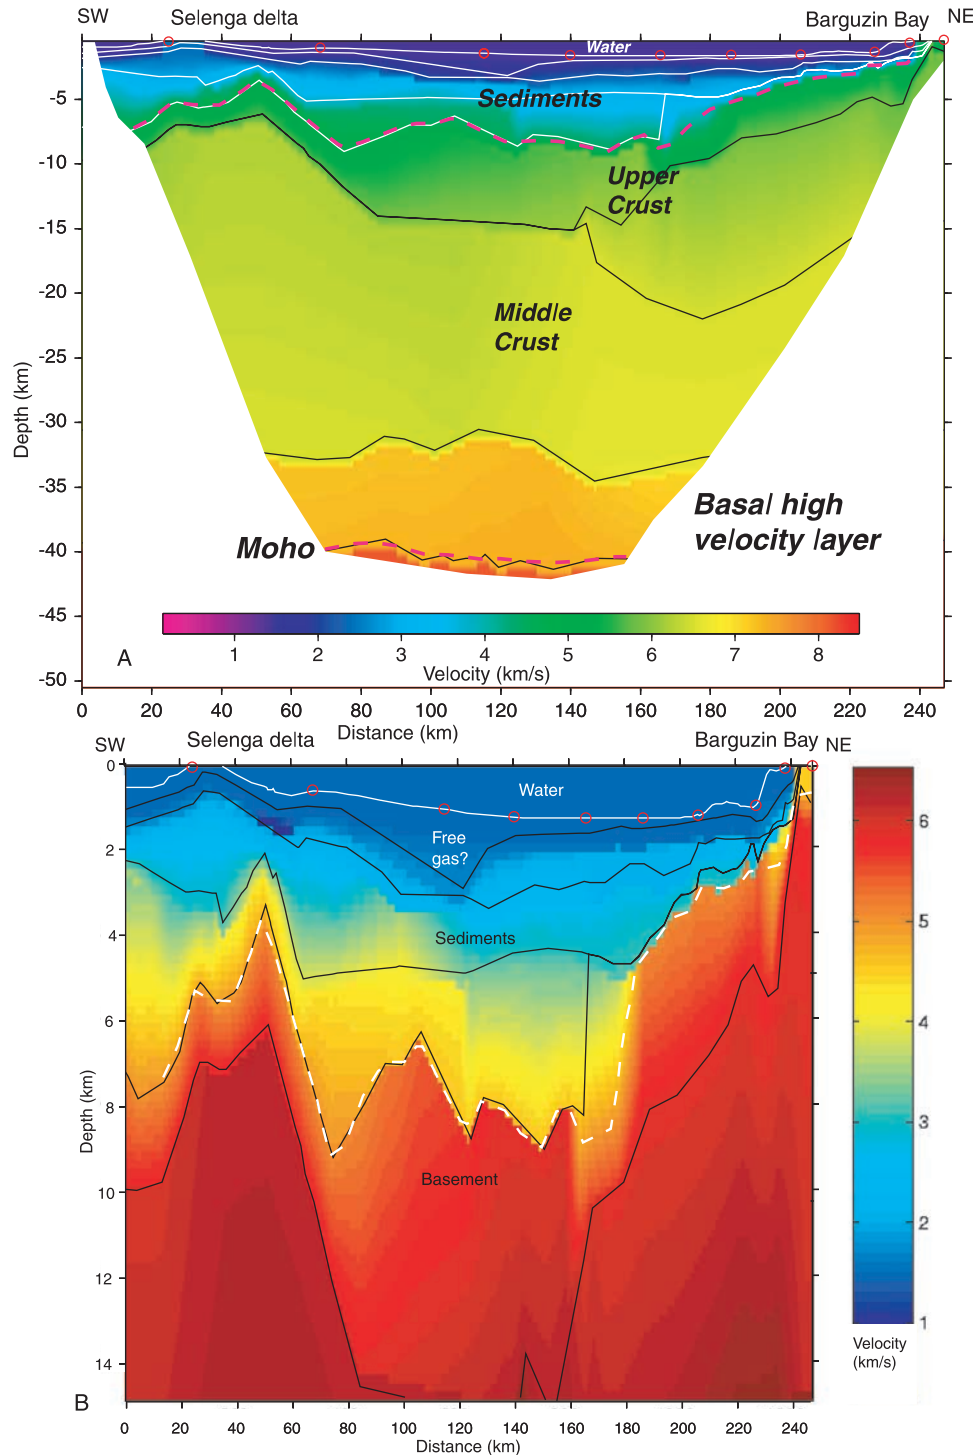 SW Selenga delta Barguzin Bay NE
Water
-5
Sediments
-10
Upper
Crust
-15
-20
Middle
Crust
-25
Depth (km)
-30
-35
Basal high
velocity layer
Moho
-40
-45
1 2 3 4 5 6 7 8
A
Velocity (km/s)
-50
0 20 40 60 80 100 120 140 160 180 200 220 240
Distance (km)
SW Selenga delta Barguzin Bay NE
0
Water
Free
gas?
2
4
Sediments
6
8
Depth (km)
Basement
10
12
14
B
0 20 40 60 80 100 120 140 160 180 200 220 240
Distance (km)
6
5
4
3
2
1
Velocity
(km/s)